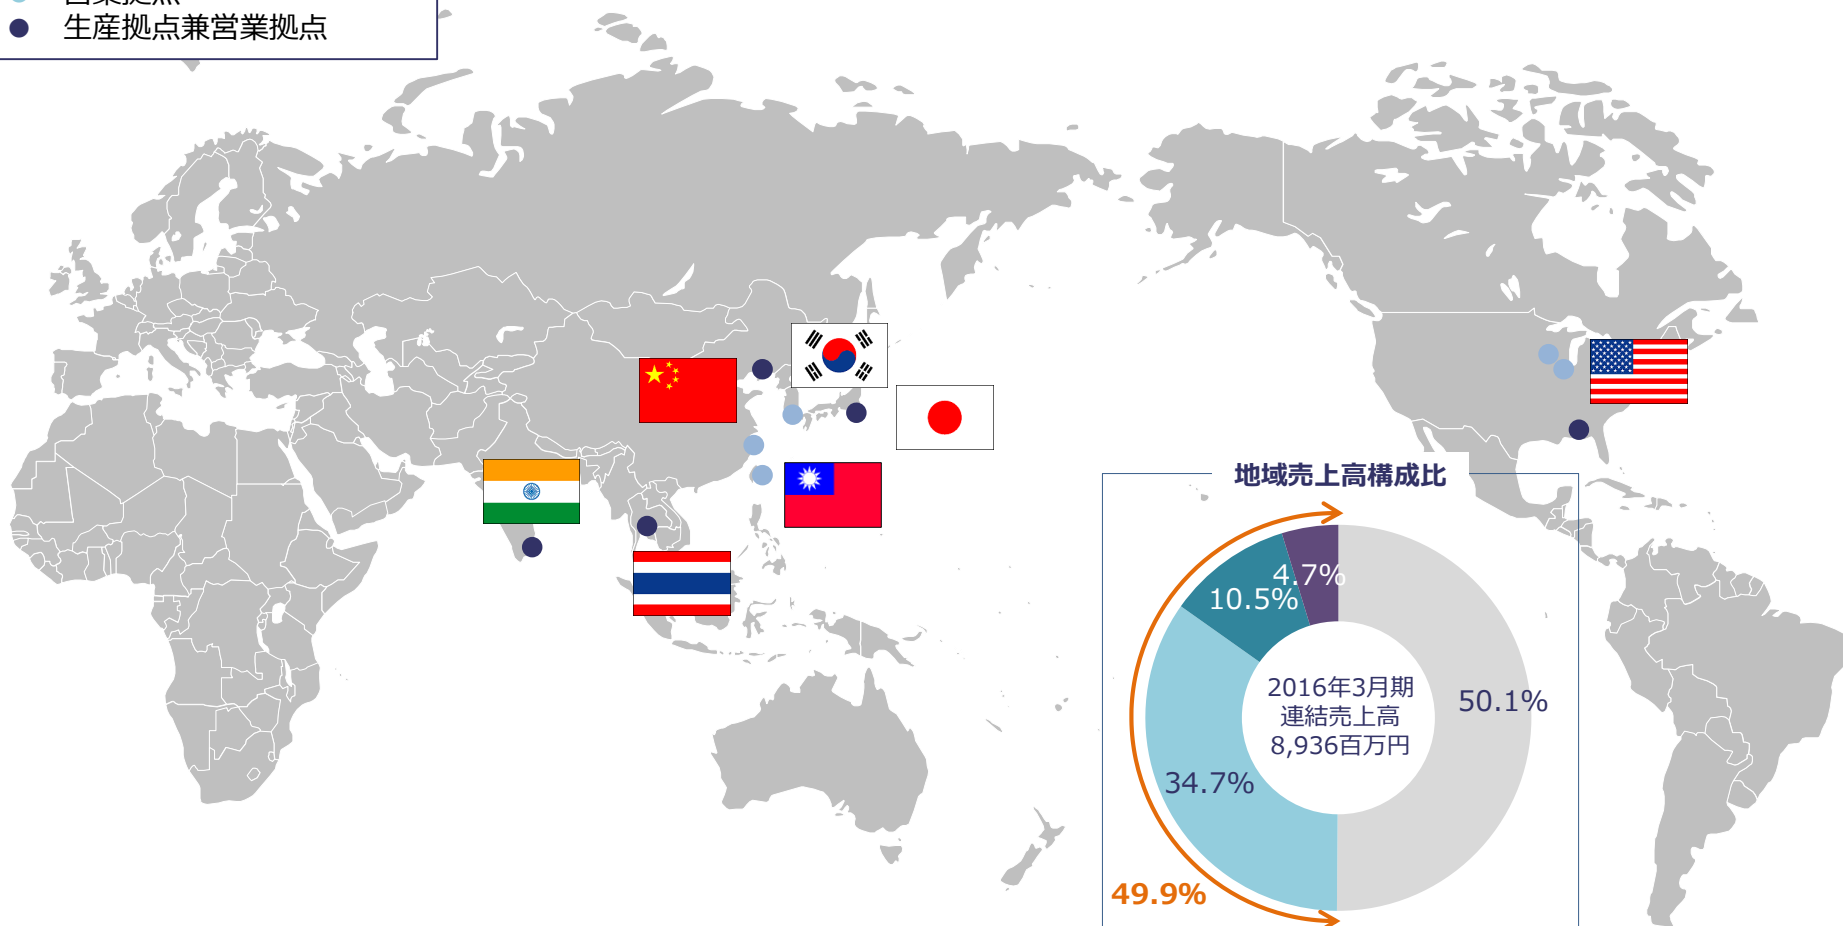 生産拠点兼営業拠点
地域売上高構成比
4.7%
10.5%
2016年3月期
連結売上高
8,936百万円
50.1%
34.7%
49.9%